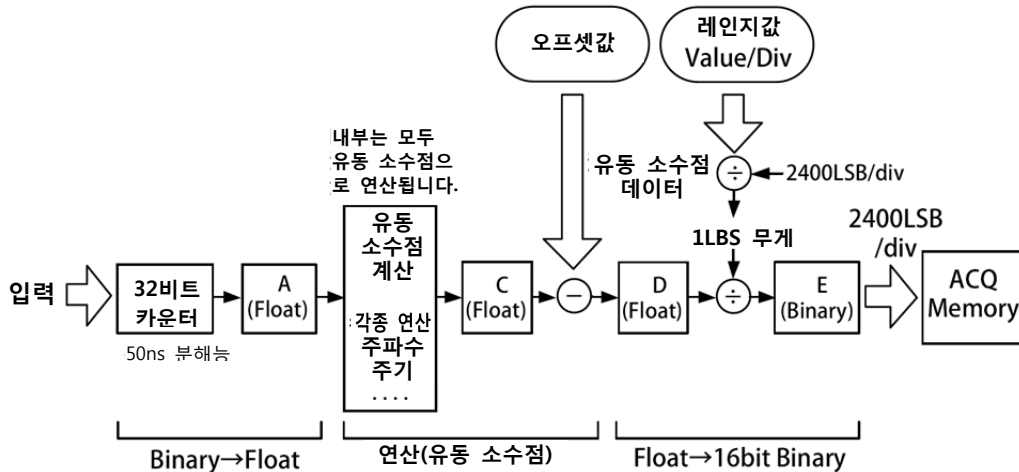 오프셋값
레인지값
Value/Div
내부는 모두
유동 소수점으
로 연산됩니다.
유동 소수점
데이터
÷
2400LSB/div
1LBS 무게
2400LSB
/div
입력
32비트
카운터
50ns 분해능
A
(Float)
유동
소수점
계산
각종 연산
주파수
주기
....
C
(Float)
−
D
(Float)
÷
E
(Binary)
ACQ
Memory
Binary→Float
연산(유동 소수점)
Float→16bit Binary